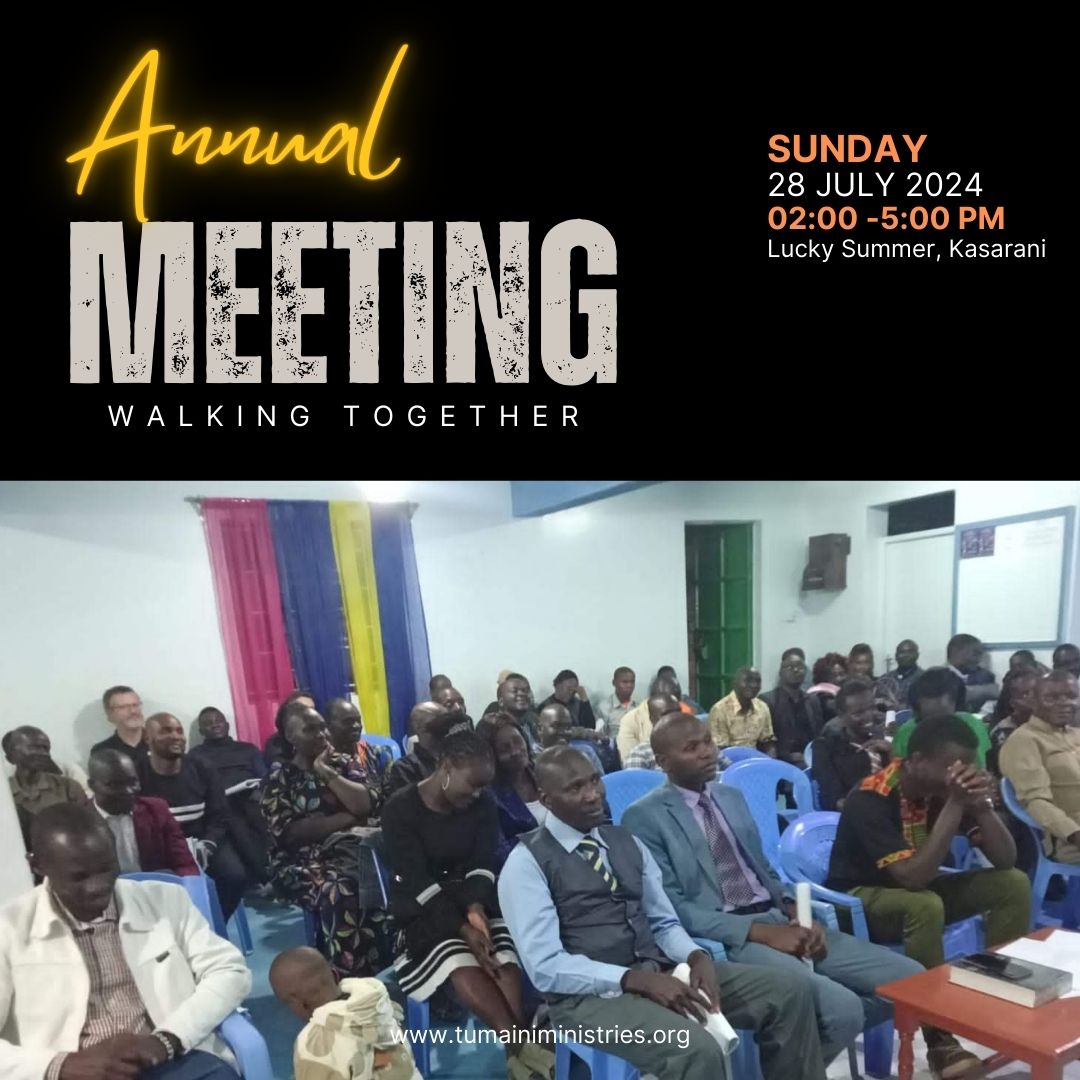 Annual
MEETING
WALKING TOGETHER
SUNDAY
28 JULY 2024
02:00 -5:00 PM
Lucky Summer, Kasarani
www.tumainiministries.org